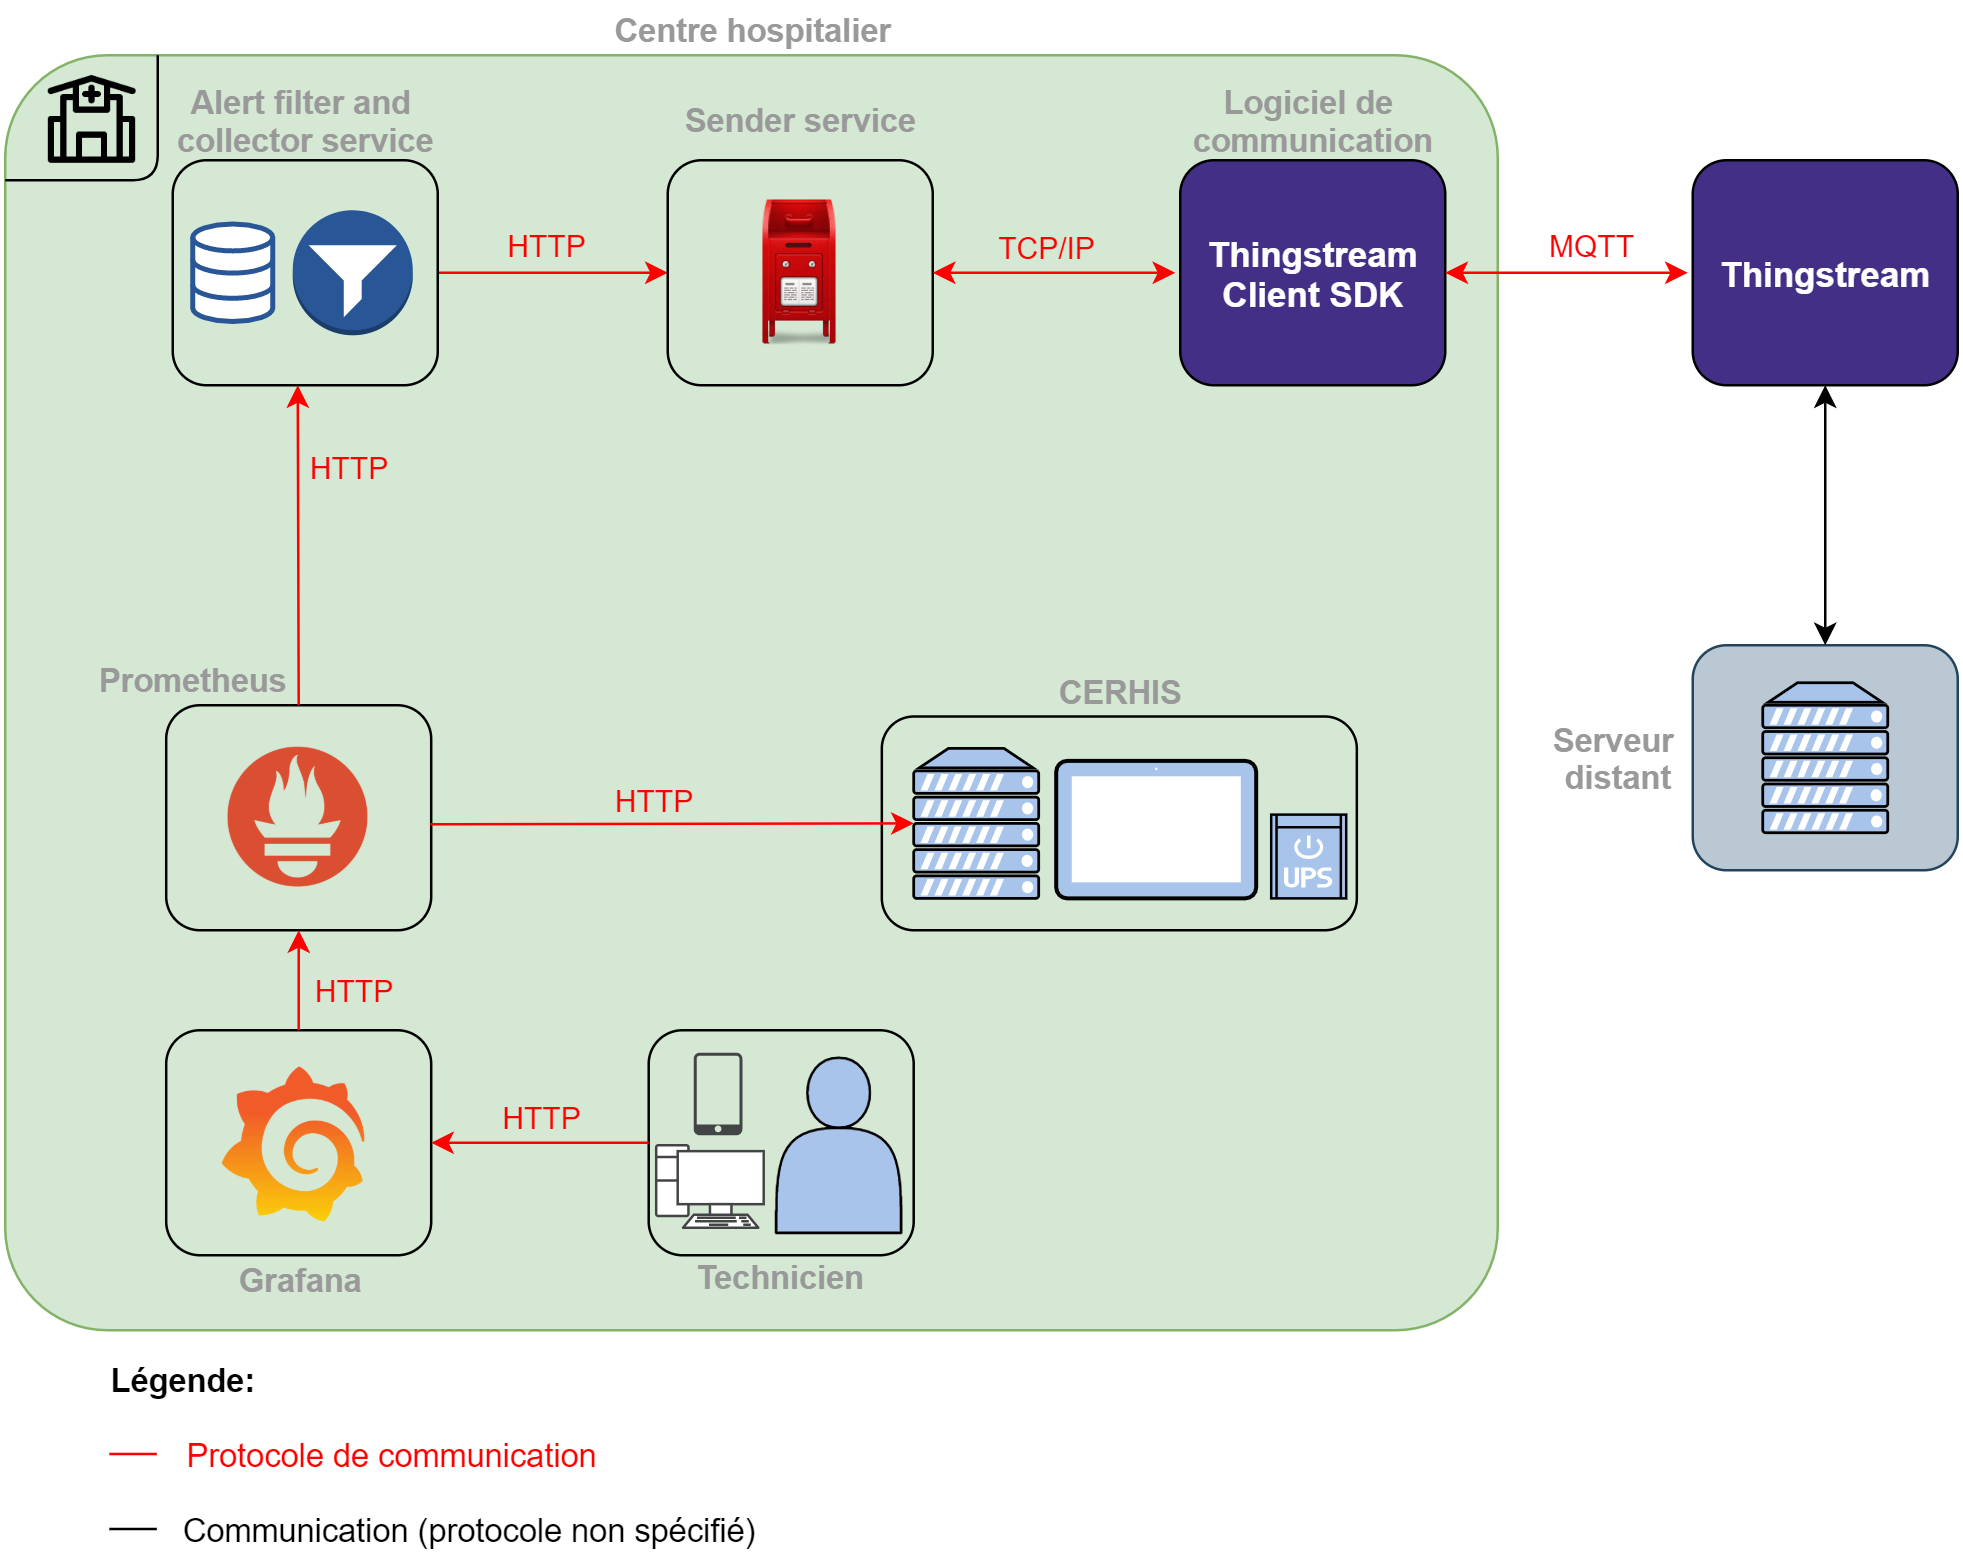 Centre hospitalier
Alert filter and
collector service
Sender service
Logiciel de
communication
HTTP
TCP/IP
Thingstream
Client SDK
MQTT
Thingstream
HTTP
Prometheus
CERHIS
HTTP
UPS
Serveur
distant
HTTP
HTTP
Grafana
Technicien
Légende:
Protocole de communication
Communication (protocole non spécifié)